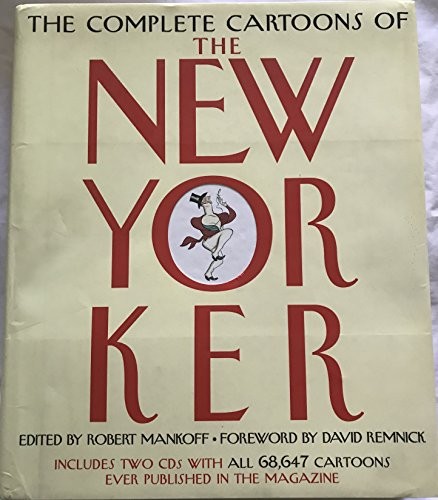 THE COMPLETE CARTOONS OF
THE
NEW
YOR
KER
EDITED BY ROBERT MANKOFF • FOREWORD BY DAVID REMNICK
INCLUDES TWO CDS WITH ALL 68,647 CARTOONS
EVER PUBLISHED IN THE MAGAZINE